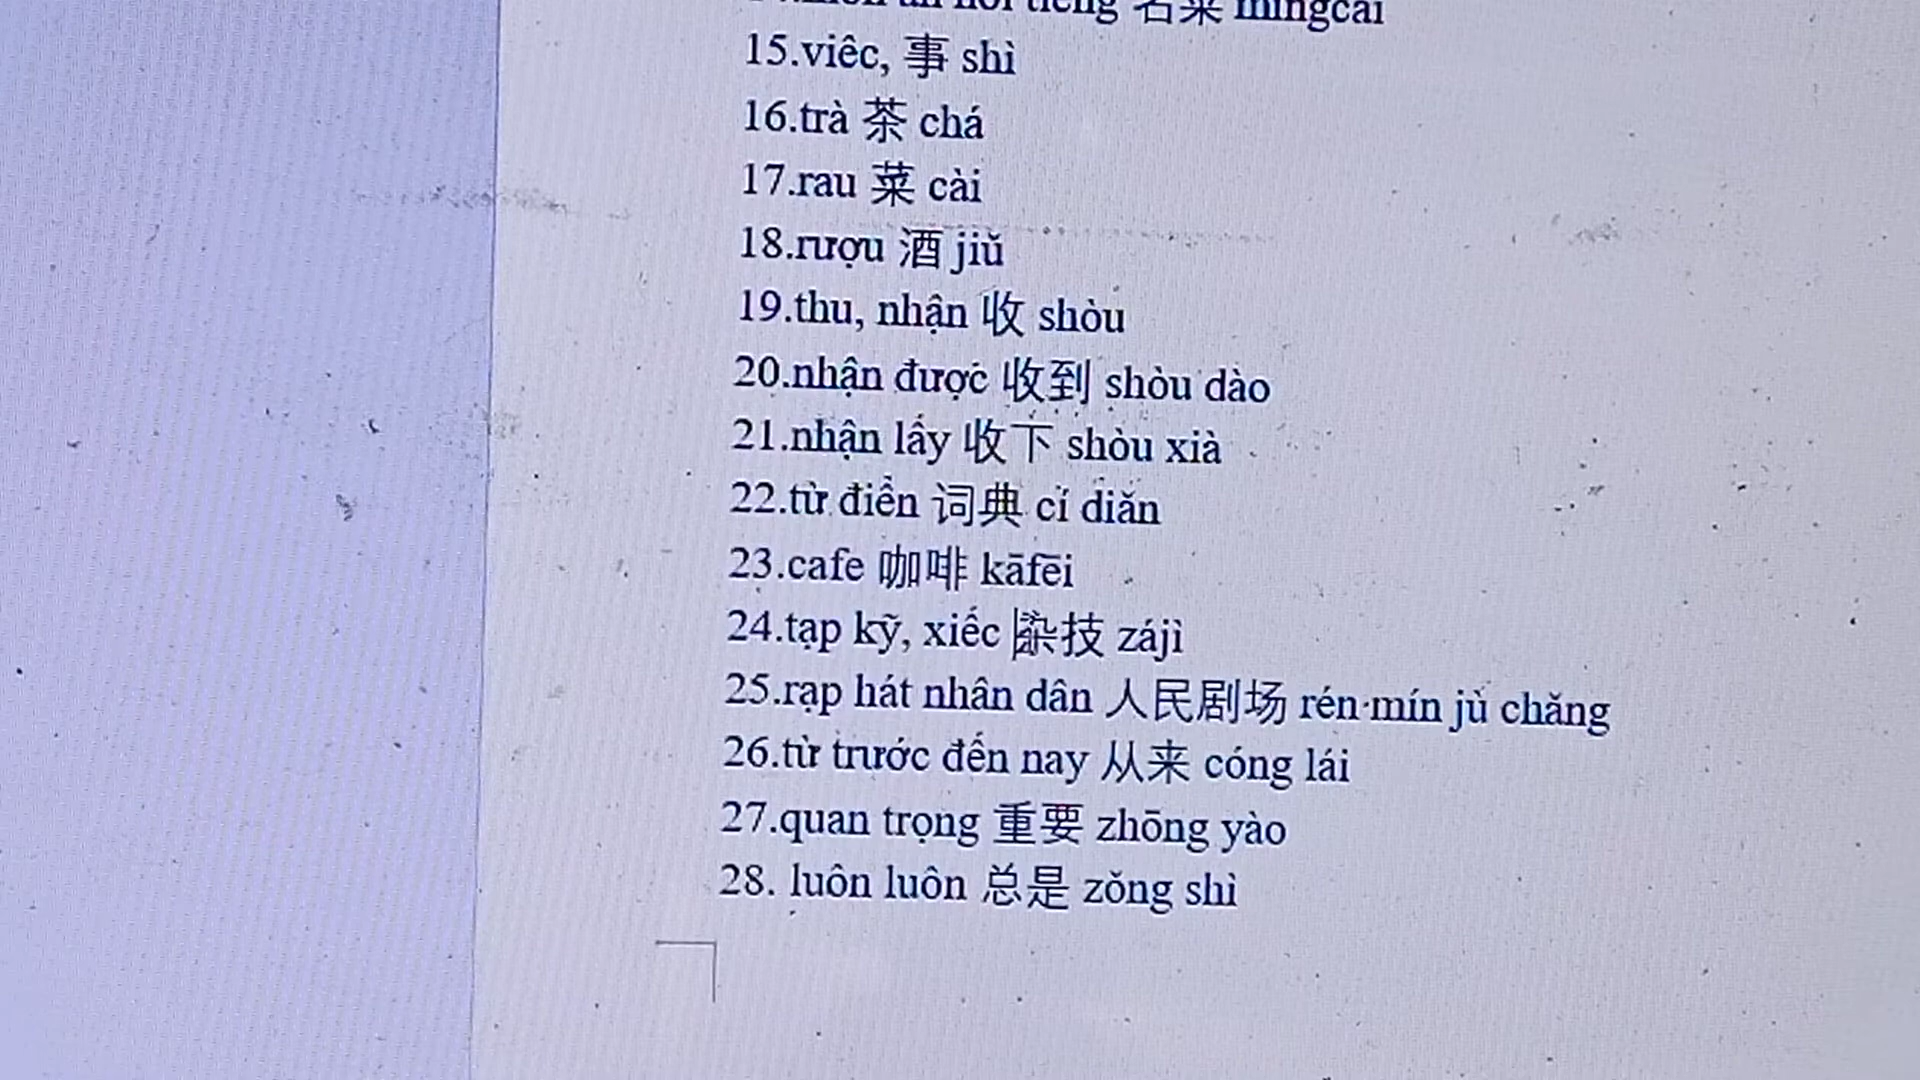 名菜 míngcài
15.viêc, 事 shì
16.trà 茶 chá
17.rau 菜 cài
18.rượu 酒 jiǔ
19.thu, nhận 收 shòu
20.nhận được 收到 shòu dào
21.nhận lấy 收下 shòu xià
22.từ điển 词典 cí diǎn
23.cafe 咖啡 kāfēi
24.tạp kỹ, xiếc 杂技 zájì
25.rạp hát nhân dân 人民剧场 rén·mín jù chăng
26.từ trước đến nay 从来 cóng lái
27.quan trọng 重要 zhōng yào
28. luôn luôn 总是 zǒng shì